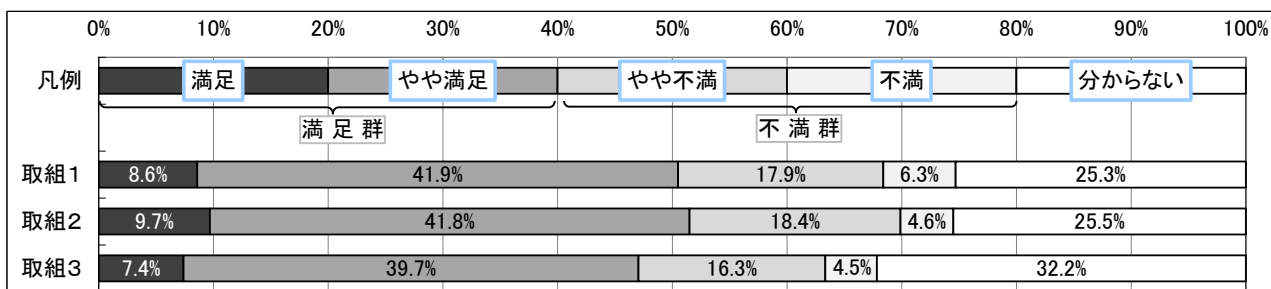 0% 10% 20% 30% 40% 50% 60% 70% 80% 90% 100%
凡例 満足 やや満足 やや不満 不満 分からない
満足群 不満群
取組1 8.6% 41.9% 17.9% 6.3% 25.3%
取組2 9.7% 41.8% 18.4% 4.6% 25.5%
取組3 7.4% 39.7% 16.3% 4.5% 32.2%